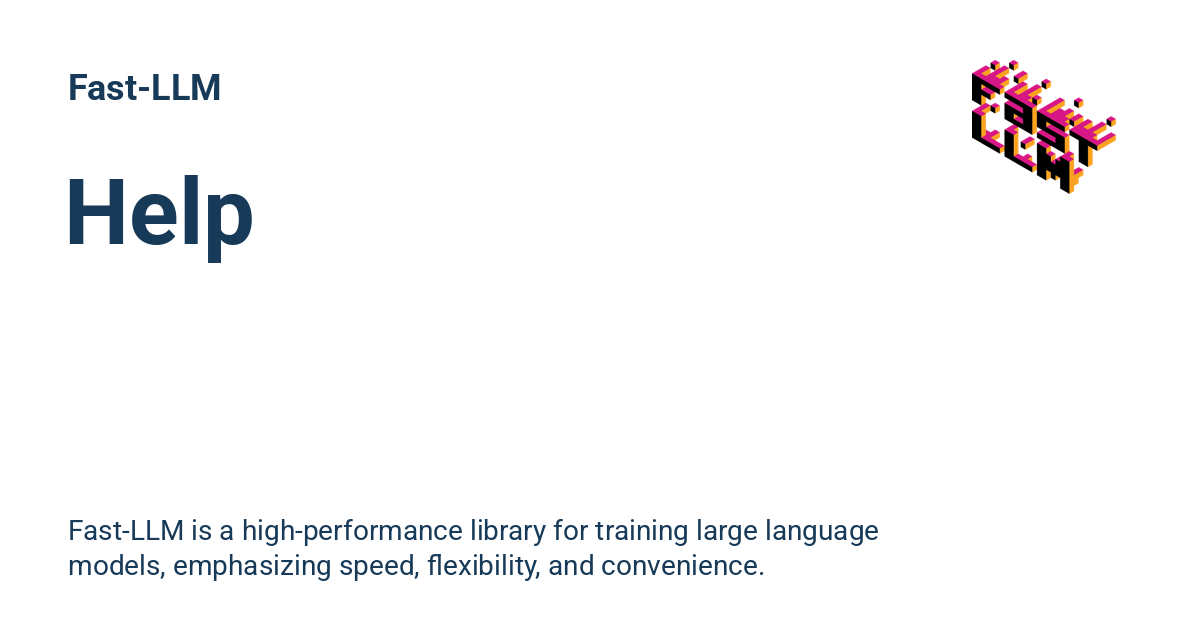 Fast-LLM
Fast
LLM
Help
Fast-LLM is a high-performance library for training large language
models, emphasizing speed, flexibility, and convenience.